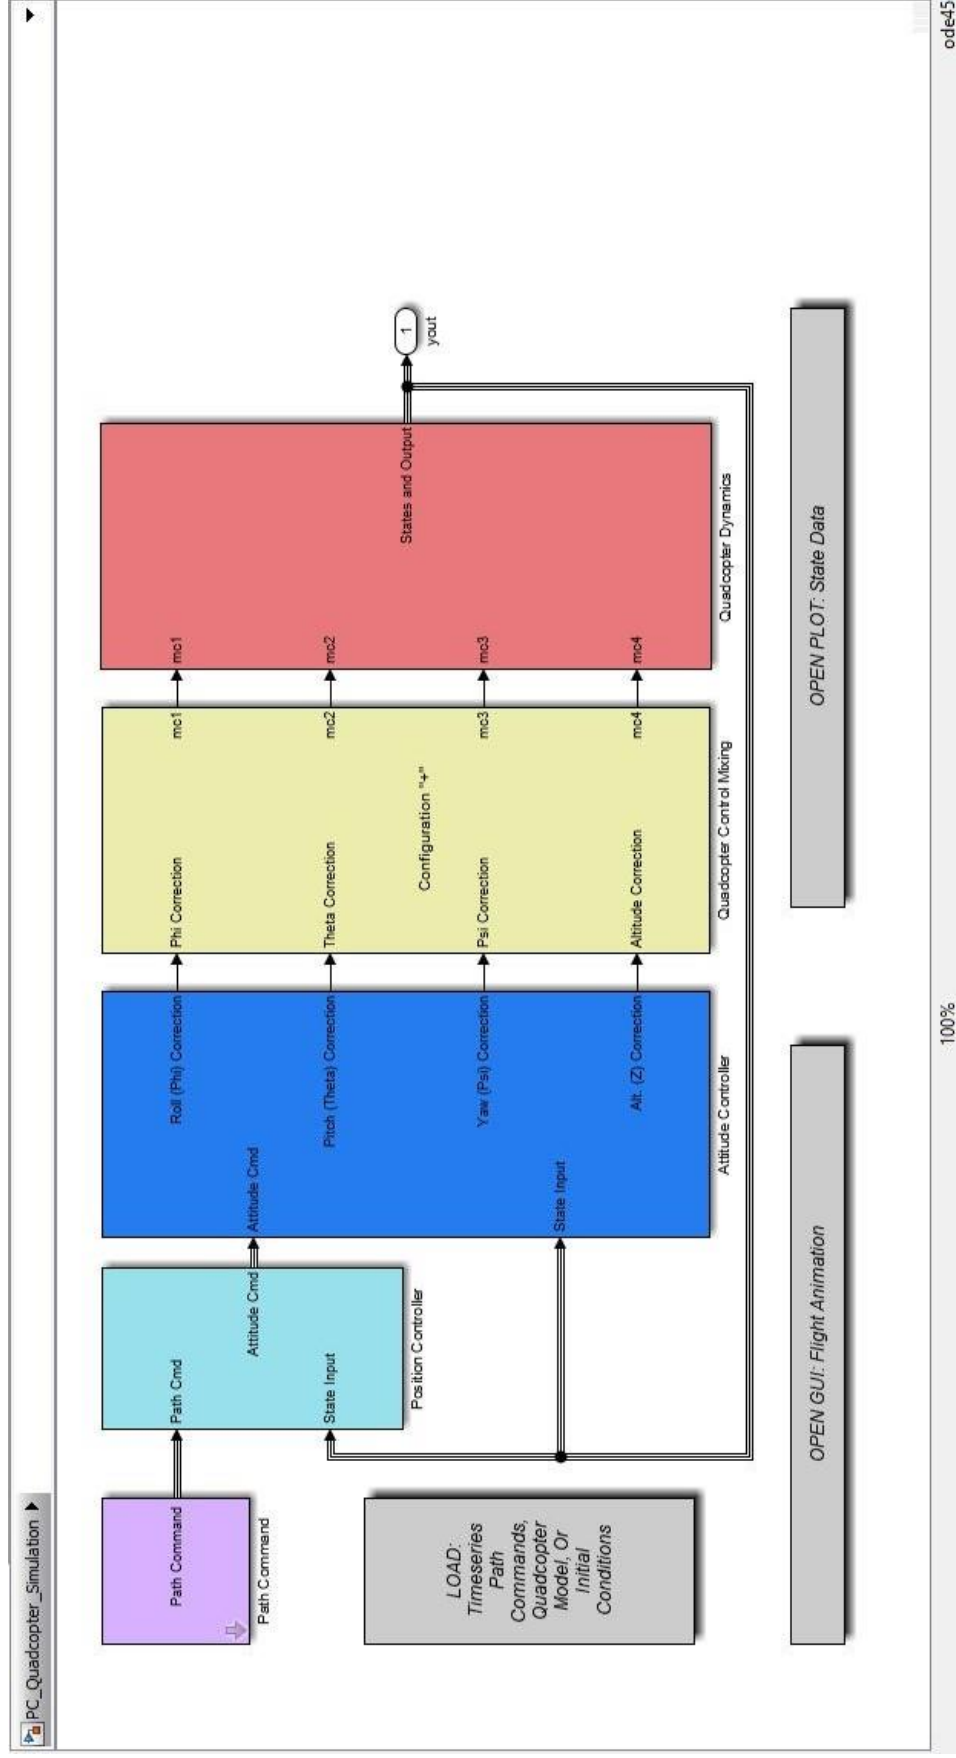 PC_Quadcopter_Simulation
Path Command
Path Command
Path Cmd
State Input
Attitude Cmd
Position Controller
Attitude Cmd
State Input
Roll (Phi) Correction
Pitch (Theta) Correction
Yaw (Psi) Correction
Alt. (Z) Correction
Attitude Controller
Phi Correction
Theta Correction
Psi Correction
Altitude Correction
Configuration "+"
mc1
mc2
mc3
mc4
Quadcopter Control Mixing
mc1
mc2
mc3
mc4
States and Output
Quadcopter Dynamics
1
yout
LOAD:
Timeseries
Path
Commands,
Quadcopter
Model, Or
Initial
Conditions
OPEN GUI: Flight Animation
OPEN PLOT: State Data
100%
ode45